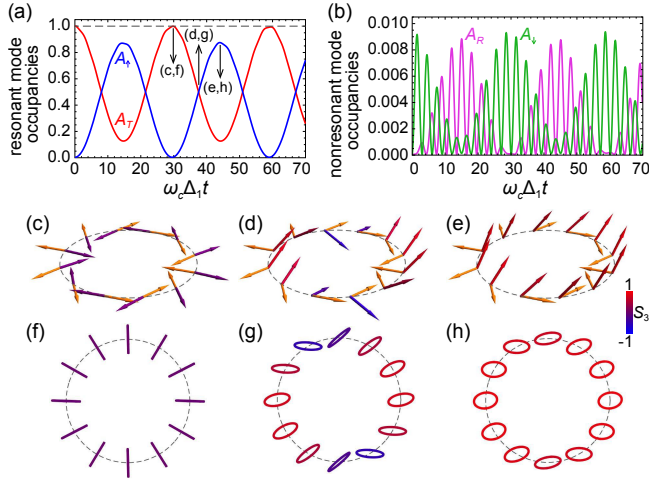 (a)
resonant mode
occupancies
1.0
0.8
0.6
0.4
0.2
0.0
A↑
A_T
(d,g)
(c,f)
(e,h)
0 10 20 30 40 50 60 70
ω_cΔ_1t
(b)
nonresonant mode
occupancies
0.010
0.008
0.006
0.004
0.002
0.000
A_R A↓
0 10 20 30 40 50 60 70
ω_cΔ_1t
(c) (d) (e)
1
S_3
-1
(f) (g) (h)